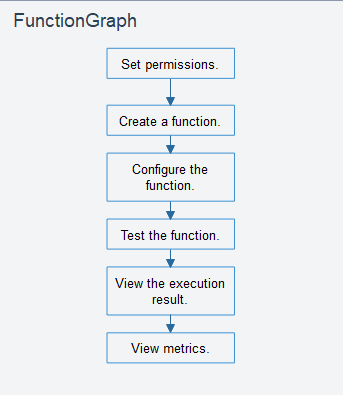 FunctionGraph
Set permissions.
Create a function.
Configure the
function.
Test the function.
View the execution
result.
View metrics.